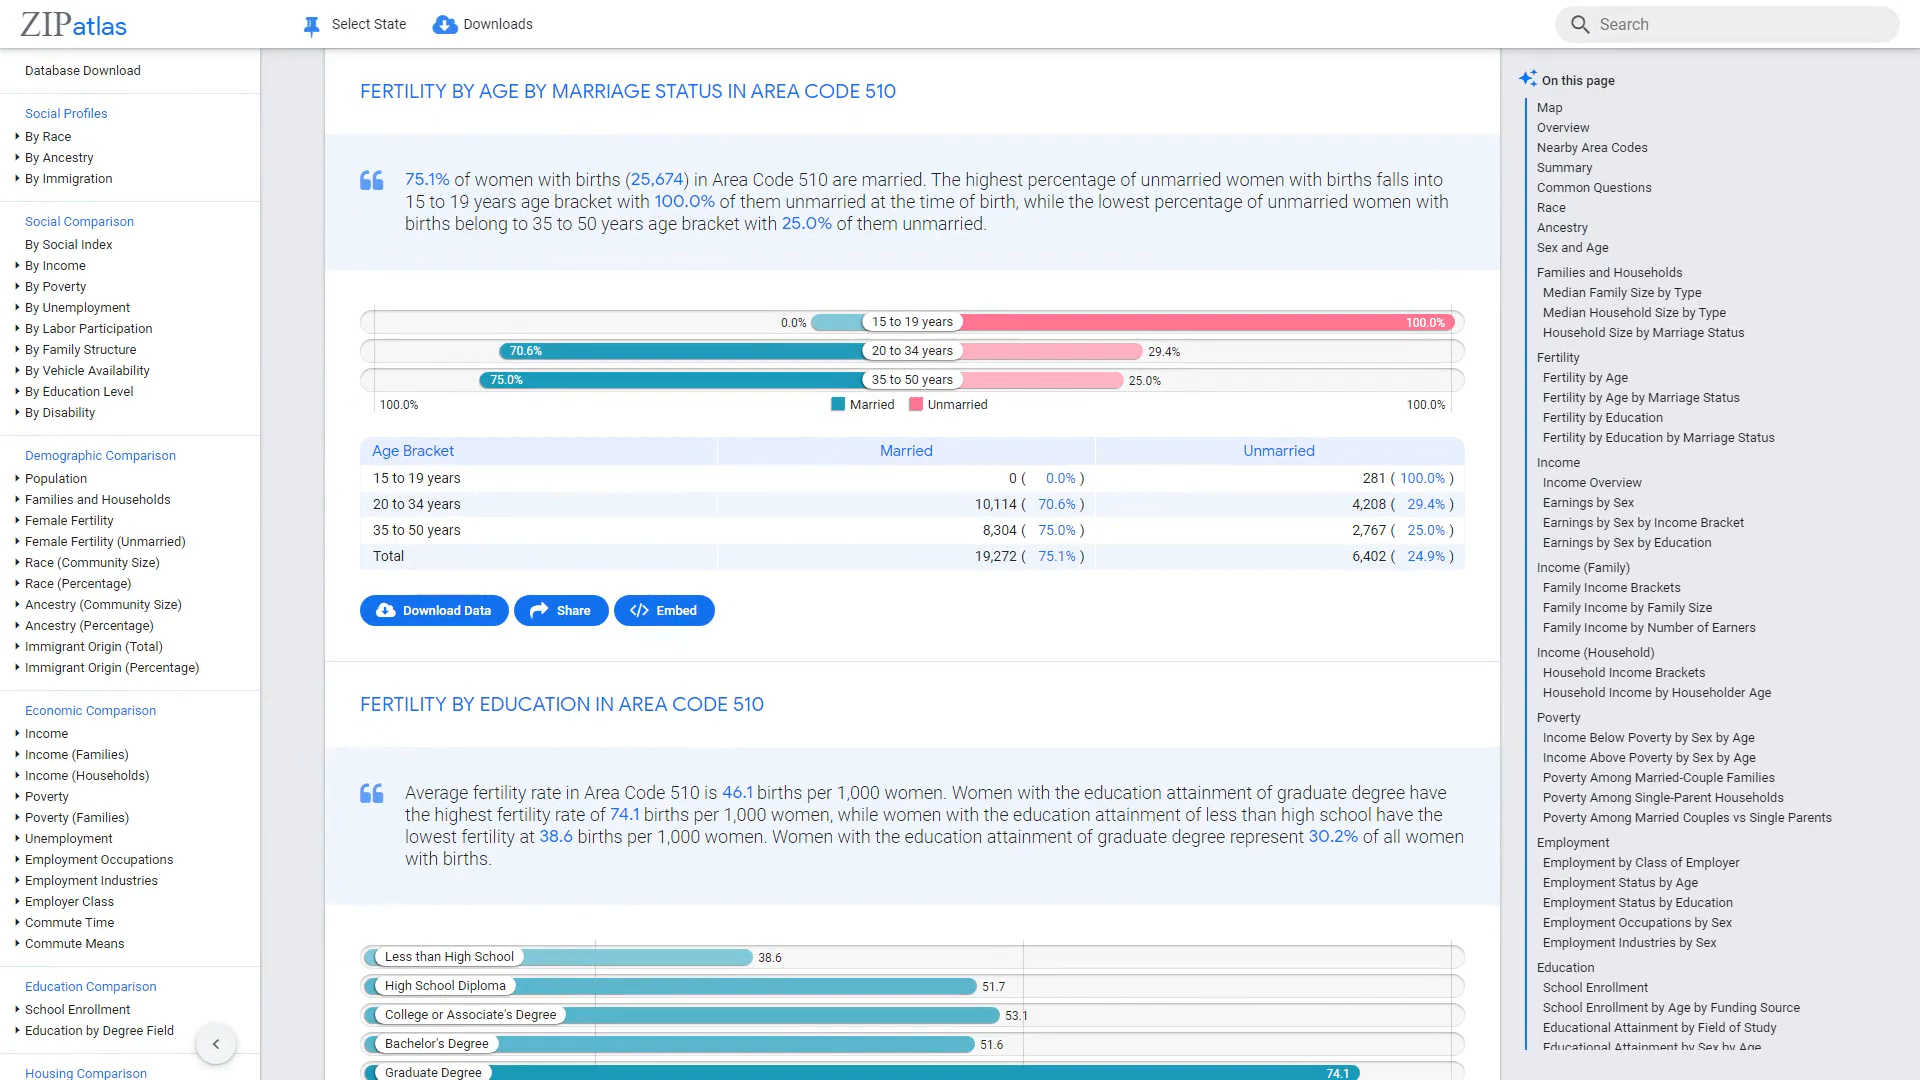 ZIPatlas
Select State
Downloads
Search
Database Download
Social Profiles
By Race
By Ancestry
By Immigration
Social Comparison
By Social Index
By Income
By Poverty
By Unemployment
By Labor Participation
By Family Structure
By Vehicle Availability
By Education Level
By Disability
Demographic Comparison
Population
Families and Households
Female Fertility
Female Fertility (Unmarried)
Race (Community Size)
Race (Percentage)
Ancestry (Community Size)
Ancestry (Percentage)
Immigrant Origin (Total)
Immigrant Origin (Percentage)
Economic Comparison
Income
Income (Families)
Income (Households)
Poverty
Poverty (Families)
Unemployment
Employment Occupations
Employment Industries
Employer Class
Commute Time
Commute Means
Education Comparison
School Enrollment
Education by Degree Field
Housing Comparison
FERTILITY BY AGE BY MARRIAGE STATUS IN AREA CODE 510
75.1% of women with births (25,674) in Area Code 510 are married. The highest percentage of unmarried women with births falls into
15 to 19 years age bracket with 100.0% of them unmarried at the time of birth, while the lowest percentage of unmarried women with
births belong to 35 to 50 years age bracket with 25.0% of them unmarried.
0.0% 15 to 19 years 100.0%
70.6% 20 to 34 years 29.4%
75.0% 35 to 50 years 25.0%
100.0% Married Unmarried 100.0%
Age Bracket Married Unmarried
15 to 19 years 0 ( 0.0% ) 281 ( 100.0% )
20 to 34 years 10,114 ( 70.6% ) 4,208 ( 29.4% )
35 to 50 years 8,304 ( 75.0% ) 2,767 ( 25.0% )
Total 19,272 ( 75.1% ) 6,402 ( 24.9% )
Download Data Share Embed
FERTILITY BY EDUCATION IN AREA CODE 510
Average fertility rate in Area Code 510 is 46.1 births per 1,000 women. Women with the education attainment of graduate degree have
the highest fertility rate of 74.1 births per 1,000 women, while women with the education attainment of less than high school have the
lowest fertility at 38.6 births per 1,000 women. Women with the education attainment of graduate degree represent 30.2% of all women
with births.
Less than High School 38.6
High School Diploma 51.7
College or Associate's Degree 53.1
Bachelor's Degree 51.6
Graduate Degree 74.1
On this page
Map
Overview
Nearby Area Codes
Summary
Common Questions
Race
Ancestry
Sex and Age
Families and Households
Median Family Size by Type
Median Household Size by Type
Household Size by Marriage Status
Fertility
Fertility by Age
Fertility by Age by Marriage Status
Fertility by Education
Fertility by Education by Marriage Status
Income
Income Overview
Earnings by Sex
Earnings by Sex by Income Bracket
Earnings by Sex by Education
Income (Family)
Family Income Brackets
Family Income by Family Size
Family Income by Number of Earners
Income (Household)
Household Income Brackets
Household Income by Householder Age
Poverty
Income Below Poverty by Sex by Age
Income Above Poverty by Sex by Age
Poverty Among Married-Couple Families
Poverty Among Single-Parent Households
Poverty Among Married Couples vs Single Parents
Employment
Employment by Class of Employer
Employment Status by Age
Employment Status by Education
Employment Occupations by Sex
Employment Industries by Sex
Education
School Enrollment
School Enrollment by Age by Funding Source
Educational Attainment by Field of Study
Educational Attainment by Sex by Age